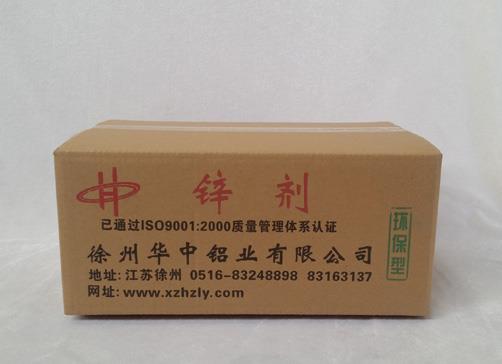 锌剂
已通过ISO9001:2000质量管理体系认证
徐州华中铝业有限公司
地址:江苏徐州 0516-83248898 83163137
网址:www.xzhzly.com
环保型